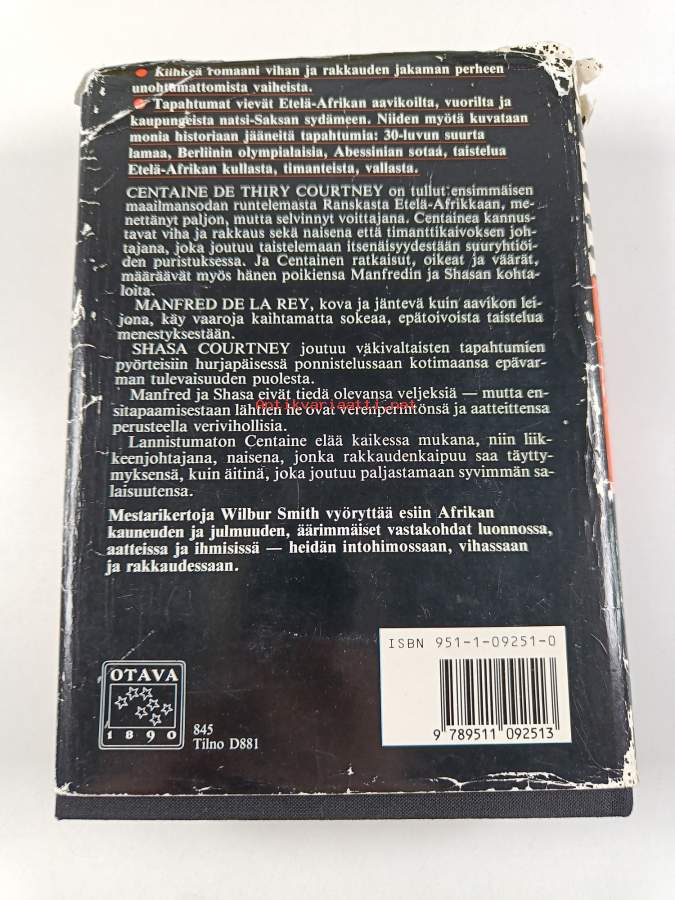 Kiihkeä romaani vihan ja rakkauden jakaman perheen
unohtumattomista vaiheista.
Tapahtumat vievät Etelä-Afrikan aavikoilta, vuorilta ja
kaupungeista natsi-Saksan sydämeen. Niiden myötä kuvataan
monia historiaan jääneitä tapahtumia: 30-luvun suurta
lamaa, Berliinin olympialaisia, Abessinian sotaa, taistelua
Etelä-Afrikan kullasta, timanteista, vallasta.
CENTAINE DE THIRY COURTNEY on tullut ensimmäisen
maailmansodan runtelemasta Ranskasta Etelä-Afrikkaan, me-
nettänyt paljon, mutta selvinnyt voittajana. Centainea kannus-
tavat viha ja rakkaus sekä naisena että timanttikaivoksen joh-
tajana, joka joutuu taistelemaan itsenäisyydestään suuryhtiöi-
den puristuksessa. Ja Centainen ratkaisut, oikeat ja väärät,
määräävät myös hänen poikiensa Manfredin ja Shasan kohta-
loita.
MANFRED DE LA REY, kova ja jäntevä kuin aavikon lei-
jona, käy vaaroja kaihtamatta sokeaa, epätoivoista taistelua
menestyksestään.
SHASA COURTNEY joutuu väkivaltaisten tapahtumien
pyörteisiin hurjapäisessä ponnistelussaan kotimaansa epävar-
man tulevaisuuden puolesta.
Manfred ja Shasa eivät tiedä olevansa veljeksiä — mutta en-
sitapaamisestaan lähtien he ovat verenperintönsä ja aatteittensa
perusteella verivihollisia.
Antikvariaatti.net
Lannistumaton Centaine elää kaikessa mukana, niin liik-
keenjohtajana, naisena, jonka rakkaudenkaipuu saa täytty-
myksensä, kuin äitinä, joka joutuu paljastamaan syvimmän sa-
laisuutensa.
Mestarikertoja Wilbur Smith vyöryttää esiin Afrikan
kauneuden ja julmuuden, äärimmäiset vastakohdat luonnossa,
aatteissa ja ihmisissä — heidän intohimossaan, vihassaan
ja rakkaudessaan.
ISBN 951-1-09251-0
9 789511 092513
OTAVA
1890
845
Tilno D881